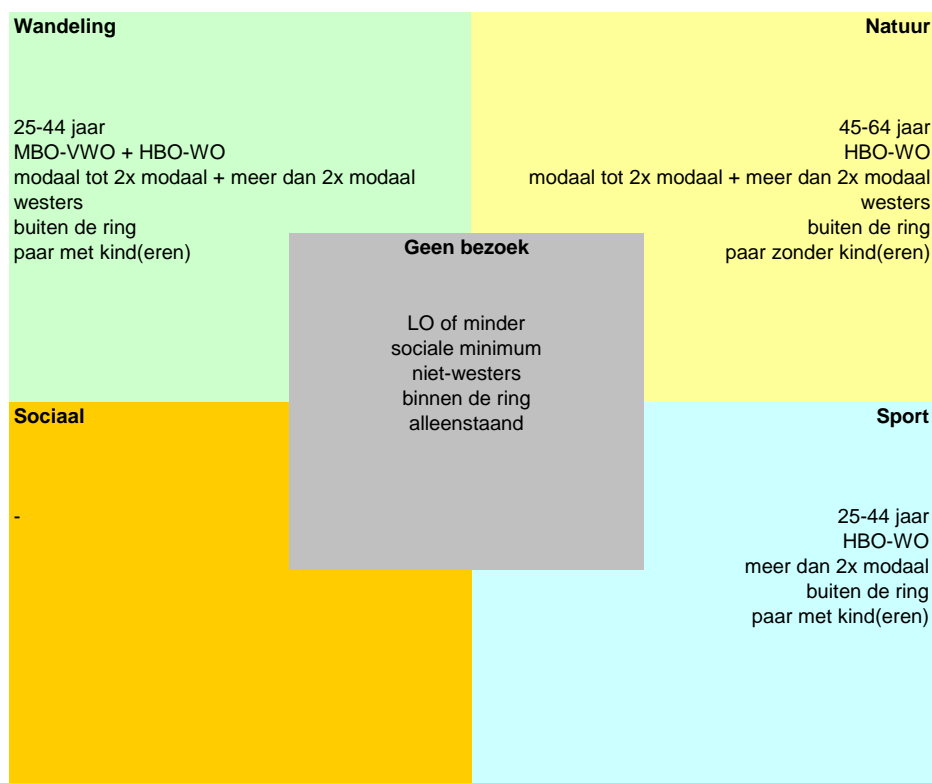 Wandeling
25-44 jaar
MBO-VWO + HBO-WO
modaal tot 2x modaal + meer dan 2x modaal
westers
buiten de ring
paar met kind(eren)
Natuur
45-64 jaar
HBO-WO
modaal tot 2x modaal + meer dan 2x modaal
westers
buiten de ring
paar zonder kind(eren)
Geen bezoek
LO of minder
sociale minimum
niet-westers
binnen de ring
alleenstaand
Sociaal
-
Sport
25-44 jaar
HBO-WO
meer dan 2x modaal
buiten de ring
paar met kind(eren)